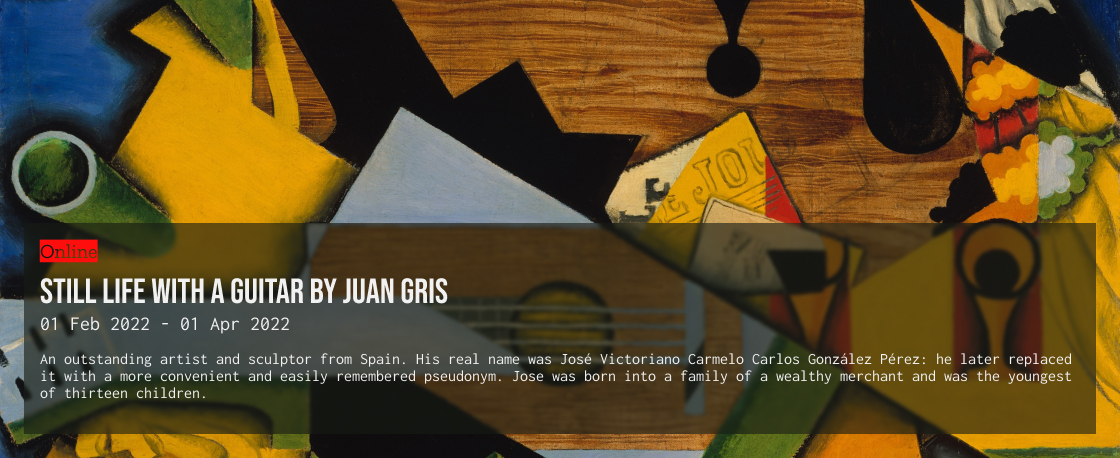 LE JOU
Online
STILL LIFE WITH A GUITAR BY JUAN GRIS
01 Feb 2022 - 01 Apr 2022
An outstanding artist and sculptor from Spain. His real name was José Victoriano Carmelo Carlos González Pérez: he later replaced
it with a more convenient and easily remembered pseudonym. Jose was born into a family of a wealthy merchant and was the youngest
of thirteen children.